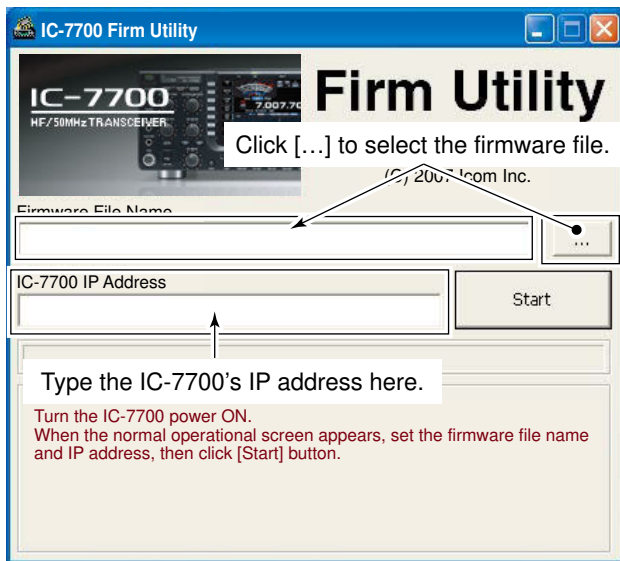 IC-7700 Firm Utility
IC-7700
HF/50MHz TRANSCEIVER
7.007.70
Firm Utility
Click […] to select the firmware file.
(C) 2007 Icom Inc.
Firmware File Name
...
IC-7700 IP Address
Start
Type the IC-7700's IP address here.
Turn the IC-7700 power ON.
When the normal operational screen appears, set the firmware file name
and IP address, then click [Start] button.